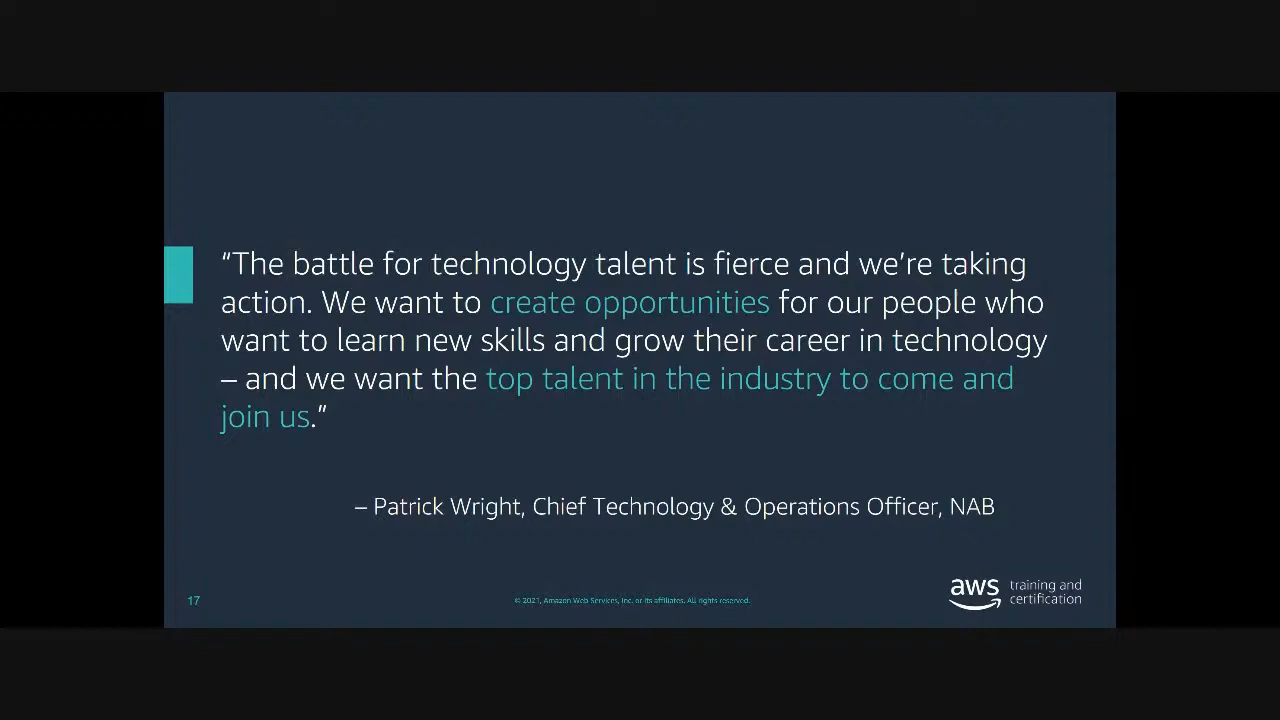 “The battle for technology talent is fierce and we’re taking
action. We want to create opportunities for our people who
want to learn new skills and grow their career in technology
– and we want the top talent in the industry to come and
join us.”
– Patrick Wright, Chief Technology & Operations Officer, NAB
17
© 2021, Amazon Web Services, Inc. or its affiliates. All rights reserved.
aws
training and
certification